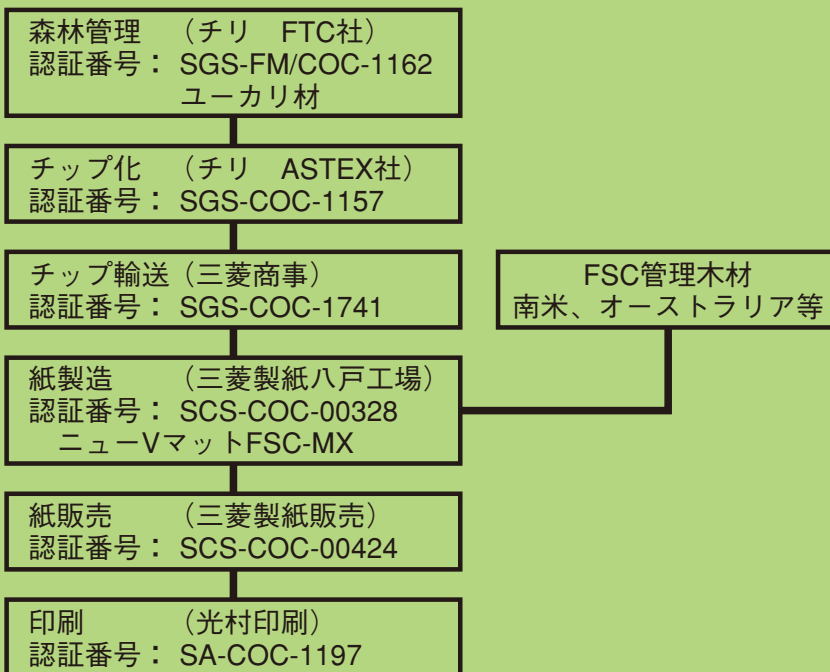 森林管理 （チリ FTC社）
認証番号： SGS-FM/COC-1162
ユーカリ材
チップ化 （チリ ASTEX社）
認証番号： SGS-COC-1157
チップ輸送（三菱商事）
認証番号： SGS-COC-1741
FSC管理木材
南米、オーストラリア等
紙製造 （三菱製紙八戸工場）
認証番号： SCS-COC-00328
ニューVマットFSC-MX
紙販売 （三菱製紙販売）
認証番号： SCS-COC-00424
印刷 （光村印刷）
認証番号： SA-COC-1197